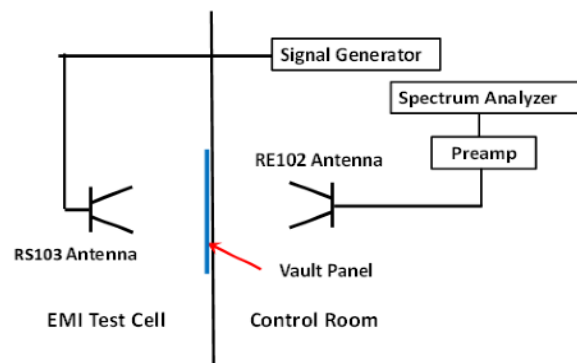 Signal Generator
Spectrum Analyzer
Preamp
RE102 Antenna
RS103 Antenna
Vault Panel
EMI Test Cell
Control Room